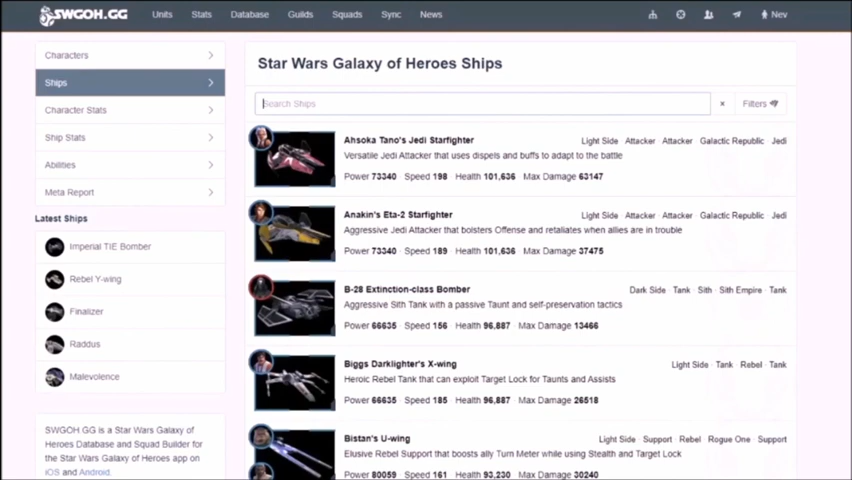 SWGOH.GG Units Stats Database Guilds Squads Sync News Nev
Characters
Ships
Character Stats
Ship Stats
Abilities
Meta Report
Latest Ships
Imperial TIE Bomber
Rebel Y-wing
Finalizer
Raddus
Malevolence
SWGOH.GG is a Star Wars Galaxy of
Heroes Database and Squad Builder for
the Star Wars Galaxy of Heroes app on
iOS and Android.
Star Wars Galaxy of Heroes Ships
Search Ships × Filters
Ahsoka Tano's Jedi Starfighter Light Side · Attacker · Attacker · Galactic Republic · Jedi
Versatile Jedi Attacker that uses dispels and buffs to adapt to the battle
Power 73340 · Speed 198 · Health 101,636 · Max Damage 63147
Anakin's Eta-2 Starfighter Light Side · Attacker · Attacker · Galactic Republic · Jedi
Aggressive Jedi Attacker that bolsters Offense and retaliates when allies are in trouble
Power 73340 · Speed 189 · Health 101,636 · Max Damage 37475
B-28 Extinction-class Bomber Dark Side · Tank · Sith · Sith Empire · Tank
Aggressive Sith Tank with a passive Taunt and self-preservation tactics
Power 66635 · Speed 156 · Health 96,887 · Max Damage 13466
Biggs Darklighter's X-wing Light Side · Tank · Rebel · Tank
Heroic Rebel Tank that can exploit Target Lock for Taunts and Assists
Power 66635 · Speed 185 · Health 96,887 · Max Damage 26518
Bistan's U-wing Light Side · Support · Rebel · Rogue One · Support
Elusive Rebel Support that boosts ally Turn Meter while using Stealth and Target Lock
Power 80059 · Speed 161 · Health 93,230 · Max Damage 30240